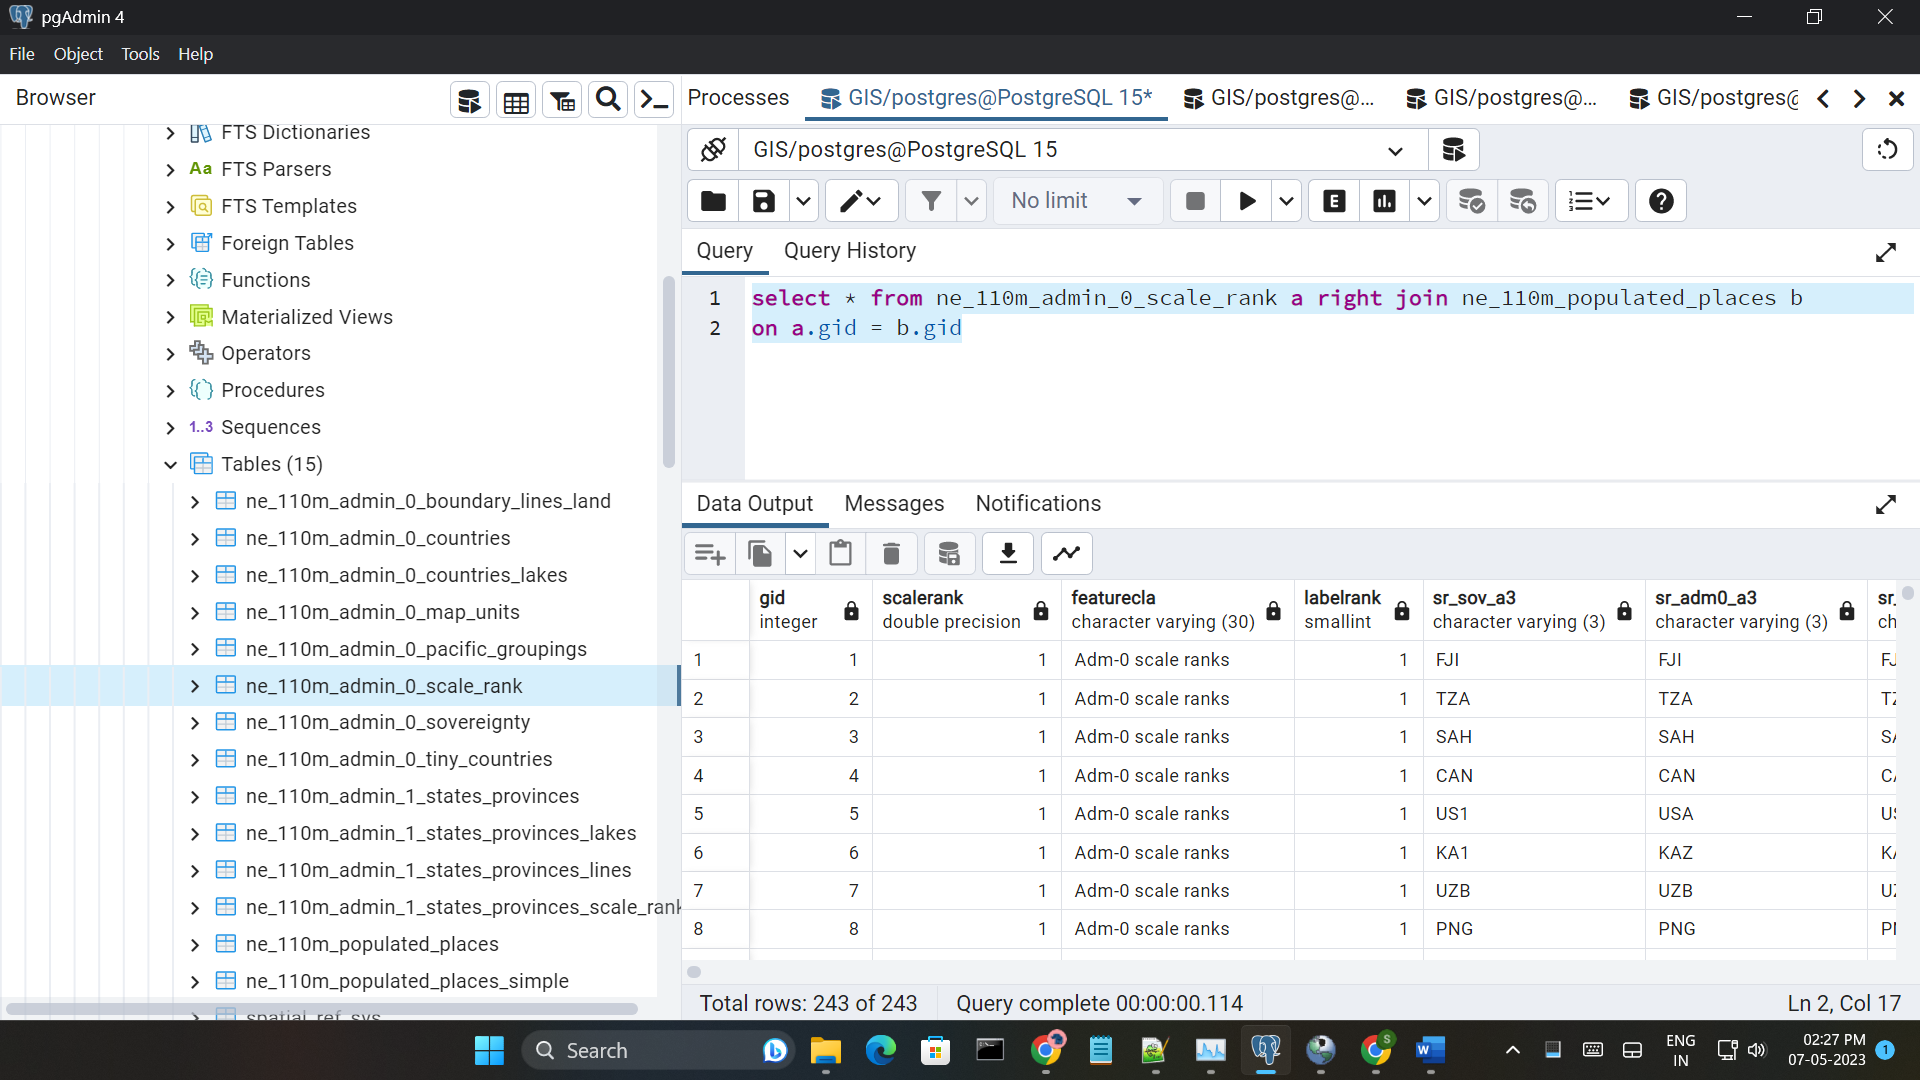 pgAdmin 4
File Object Tools Help
Browser
Processes GIS/postgres@PostgreSQL 15* GIS/postgres@... GIS/postgres@... GIS/postgres@
FTS Dictionaries
Aa FTS Parsers
FTS Templates
Foreign Tables
Functions
Materialized Views
Operators
Procedures
1..3 Sequences
Tables (15)
ne_110m_admin_0_boundary_lines_land
ne_110m_admin_0_countries
ne_110m_admin_0_countries_lakes
ne_110m_admin_0_map_units
ne_110m_admin_0_pacific_groupings
ne_110m_admin_0_scale_rank
ne_110m_admin_0_sovereignty
ne_110m_admin_0_tiny_countries
ne_110m_admin_1_states_provinces
ne_110m_admin_1_states_provinces_lakes
ne_110m_admin_1_states_provinces_lines
ne_110m_admin_1_states_provinces_scale_rank
ne_110m_populated_places
ne_110m_populated_places_simple
spatial_ref_sys
GIS/postgres@PostgreSQL 15
No limit E
Query Query History
1 select * from ne_110m_admin_0_scale_rank a right join ne_110m_populated_places b
2 on a.gid = b.gid
Data Output Messages Notifications
gid scalerank featurecla labelrank sr_sov_a3 sr_adm0_a3 sr_
integer double precision character varying (30) smallint character varying (3) character varying (3) ch
1 1 1 Adm-0 scale ranks 1 FJI FJI FJ
2 2 1 Adm-0 scale ranks 1 TZA TZA TZ
3 3 1 Adm-0 scale ranks 1 SAH SAH SA
4 4 1 Adm-0 scale ranks 1 CAN CAN CA
5 5 1 Adm-0 scale ranks 1 US1 USA US
6 6 1 Adm-0 scale ranks 1 KA1 KAZ KA
7 7 1 Adm-0 scale ranks 1 UZB UZB UZ
8 8 1 Adm-0 scale ranks 1 PNG PNG PN
Total rows: 243 of 243 Query complete 00:00:00.114 Ln 2, Col 17
Search
ENG
IN
02:27 PM
07-05-2023
1